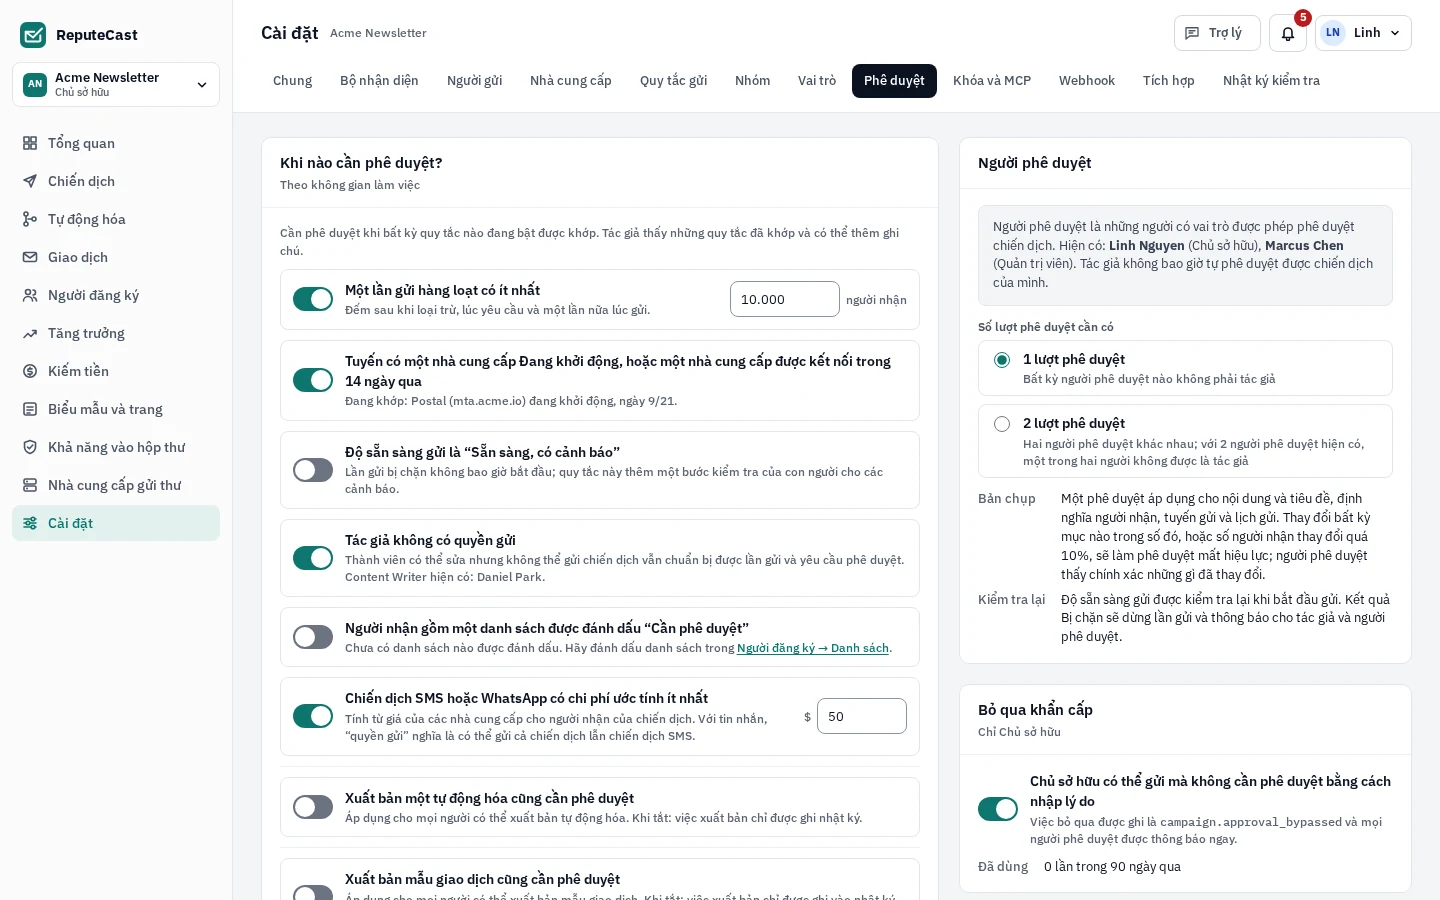 ReputeCast
AN
Acme Newsletter
Chủ sở hữu
Tổng quan
Chiến dịch
Tự động hóa
Giao dịch
Người đăng ký
Tăng trưởng
Kiếm tiền
Biểu mẫu và trang
Khả năng vào hộp thư
Nhà cung cấp gửi thư
Cài đặt
Cài đặt
Acme Newsletter
Trợ lý
5
LN
Linh
Chung
Bộ nhận diện
Người gửi
Nhà cung cấp
Quy tắc gửi
Nhóm
Vai trò
Phê duyệt
Khóa và MCP
Webhook
Tích hợp
Nhật ký kiểm tra
Khi nào cần phê duyệt?
Theo không gian làm việc
Cần phê duyệt khi bất kỳ quy tắc nào đang bật được khớp. Tác giả thấy những quy tắc đã khớp và có thể thêm ghi
chú.
Một lần gửi hàng loạt có ít nhất
Đếm sau khi loại trừ, lúc yêu cầu và một lần nữa lúc gửi.
10.000
người nhận
Tuyến có một nhà cung cấp Đang khởi động, hoặc một nhà cung cấp được kết nối trong
14 ngày qua
Đang khớp: Postal (mta.acme.io) đang khởi động, ngày 9/21.
Độ sẵn sàng gửi là “Sẵn sàng, có cảnh báo”
Lần gửi bị chặn không bao giờ bắt đầu; quy tắc này thêm một bước kiểm tra của con người cho các
cảnh báo.
Tác giả không có quyền gửi
Thành viên có thể sửa nhưng không thể gửi chiến dịch vẫn chuẩn bị được lần gửi và yêu cầu phê duyệt.
Content Writer hiện có: Daniel Park.
Người nhận gồm một danh sách được đánh dấu “Cần phê duyệt”
Chưa có danh sách nào được đánh dấu. Hãy đánh dấu danh sách trong Người đăng ký → Danh sách.
Chiến dịch SMS hoặc WhatsApp có chi phí ước tính ít nhất
Tính từ giá của các nhà cung cấp cho người nhận của chiến dịch. Với tin nhắn,
“quyền gửi” nghĩa là có thể gửi cả chiến dịch lẫn chiến dịch SMS.
$
50
Xuất bản một tự động hóa cũng cần phê duyệt
Áp dụng cho mọi người có thể xuất bản tự động hóa. Khi tắt: việc xuất bản chỉ được ghi nhật ký.
Xuất bản mẫu giao dịch cũng cần phê duyệt
Áp dụng cho mọi người có thể xuất bản mẫu giao dịch. Khi tắt: việc xuất bản chỉ được ghi vào nhật ký.
Người phê duyệt
Người phê duyệt là những người có vai trò được phép phê duyệt
chiến dịch. Hiện có: Linh Nguyen (Chủ sở hữu), Marcus Chen
(Quản trị viên). Tác giả không bao giờ tự phê duyệt được chiến dịch
của mình.
Số lượt phê duyệt cần có
1 lượt phê duyệt
Bất kỳ người phê duyệt nào không phải tác giả
2 lượt phê duyệt
Hai người phê duyệt khác nhau; với 2 người phê duyệt hiện có,
một trong hai người không được là tác giả
Bản chụp
Một phê duyệt áp dụng cho nội dung và tiêu đề, định
nghĩa người nhận, tuyến gửi và lịch gửi. Thay đổi bất kỳ
mục nào trong số đó, hoặc số người nhận thay đổi quá
10%, sẽ làm phê duyệt mất hiệu lực; người phê duyệt
thấy chính xác những gì đã thay đổi.
Kiểm tra lại
Độ sẵn sàng gửi được kiểm tra lại khi bắt đầu gửi. Kết quả
Bị chặn sẽ dừng lần gửi và thông báo cho tác giả và người
phê duyệt.
Bỏ qua khẩn cấp
Chỉ Chủ sở hữu
Chủ sở hữu có thể gửi mà không cần phê duyệt bằng cách
nhập lý do
Việc bỏ qua được ghi là campaign.approval_bypassed và mọi
người phê duyệt được thông báo ngay.
Đã dùng
0 lần trong 90 ngày qua